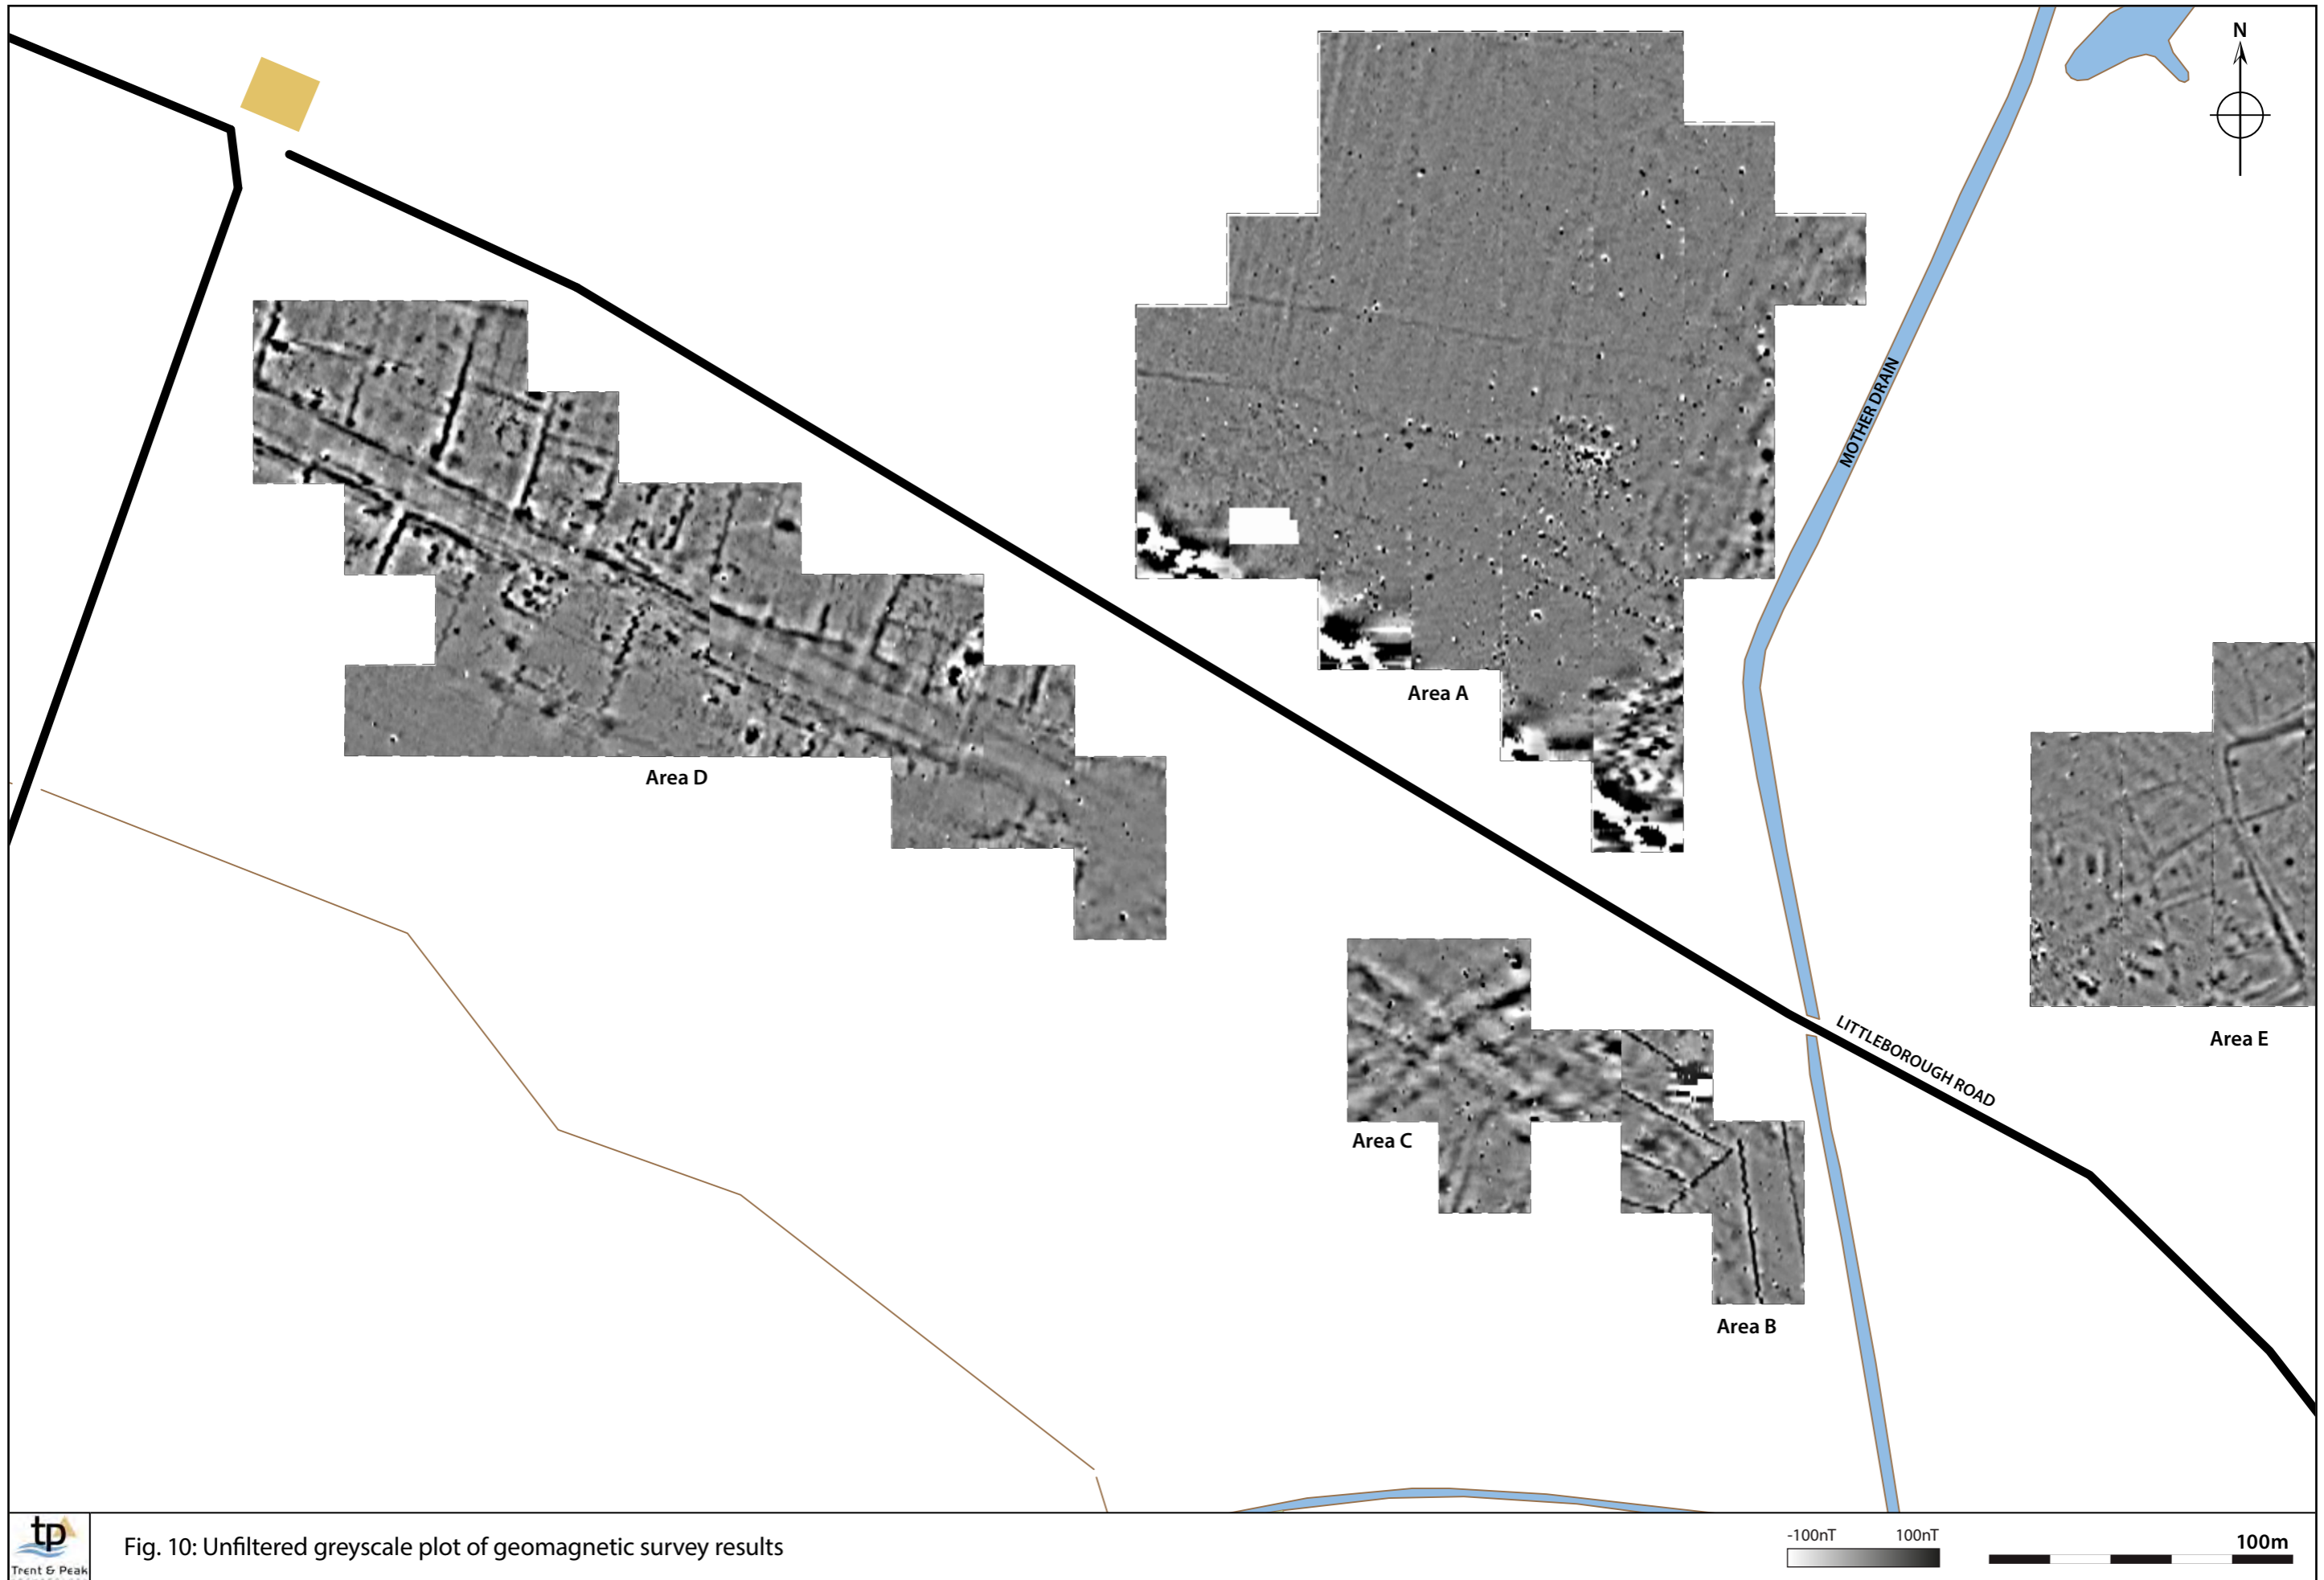 N
MOTHER DRAIN
Area A
Area D
LITTLEBOROUGH ROAD
Area E
Area C
Area B
tp
Trent & Peak
Fig. 10: Unfiltered greyscale plot of geomagnetic survey results
-100nT 100nT
100m